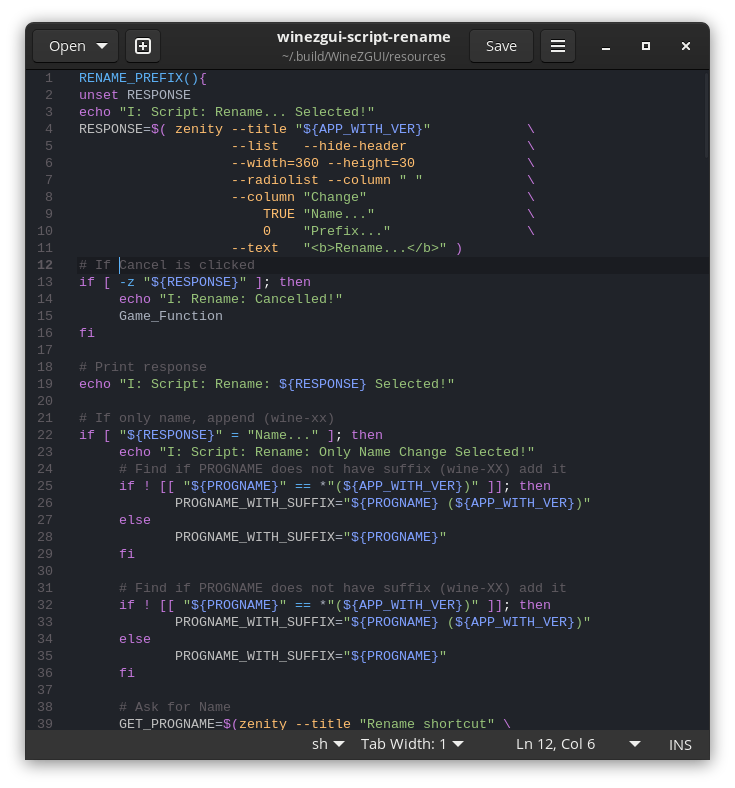 Open
winezgui-script-rename
~/.build/WineZGUI/resources
Save
1 RENAME_PREFIX(){
2 unset RESPONSE
3 echo "I: Script: Rename... Selected!"
4 RESPONSE=$( zenity --title "${APP_WITH_VER}" \
5 --list --hide-header \
6 --width=360 --height=30 \
7 --radiolist --column " " \
8 --column "Change" \
9 TRUE "Name..." \
10 0 "Prefix..." \
11 --text "<b>Rename...</b>" )
12 # If Cancel is clicked
13 if [ -z "${RESPONSE}" ]; then
14 echo "I: Rename: Cancelled!"
15 Game_Function
16 fi
17
18 # Print response
19 echo "I: Script: Rename: ${RESPONSE} Selected!"
20
21 # If only name, append (wine-xx)
22 if [ "${RESPONSE}" = "Name..." ]; then
23 echo "I: Script: Rename: Only Name Change Selected!"
24 # Find if PROGNAME does not have suffix (wine-XX) add it
25 if ! [[ "${PROGNAME}" == *"(${APP_WITH_VER})" ]]; then
26 PROGNAME_WITH_SUFFIX="${PROGNAME} (${APP_WITH_VER})"
27 else
28 PROGNAME_WITH_SUFFIX="${PROGNAME}"
29 fi
30
31 # Find if PROGNAME does not have suffix (wine-XX) add it
32 if ! [[ "${PROGNAME}" == *"(${APP_WITH_VER})" ]]; then
33 PROGNAME_WITH_SUFFIX="${PROGNAME} (${APP_WITH_VER})"
34 else
35 PROGNAME_WITH_SUFFIX="${PROGNAME}"
36 fi
37
38 # Ask for Name
39 GET_PROGNAME=$(zenity --title "Rename shortcut" \
sh Tab Width: 1 Ln 12, Col 6 INS